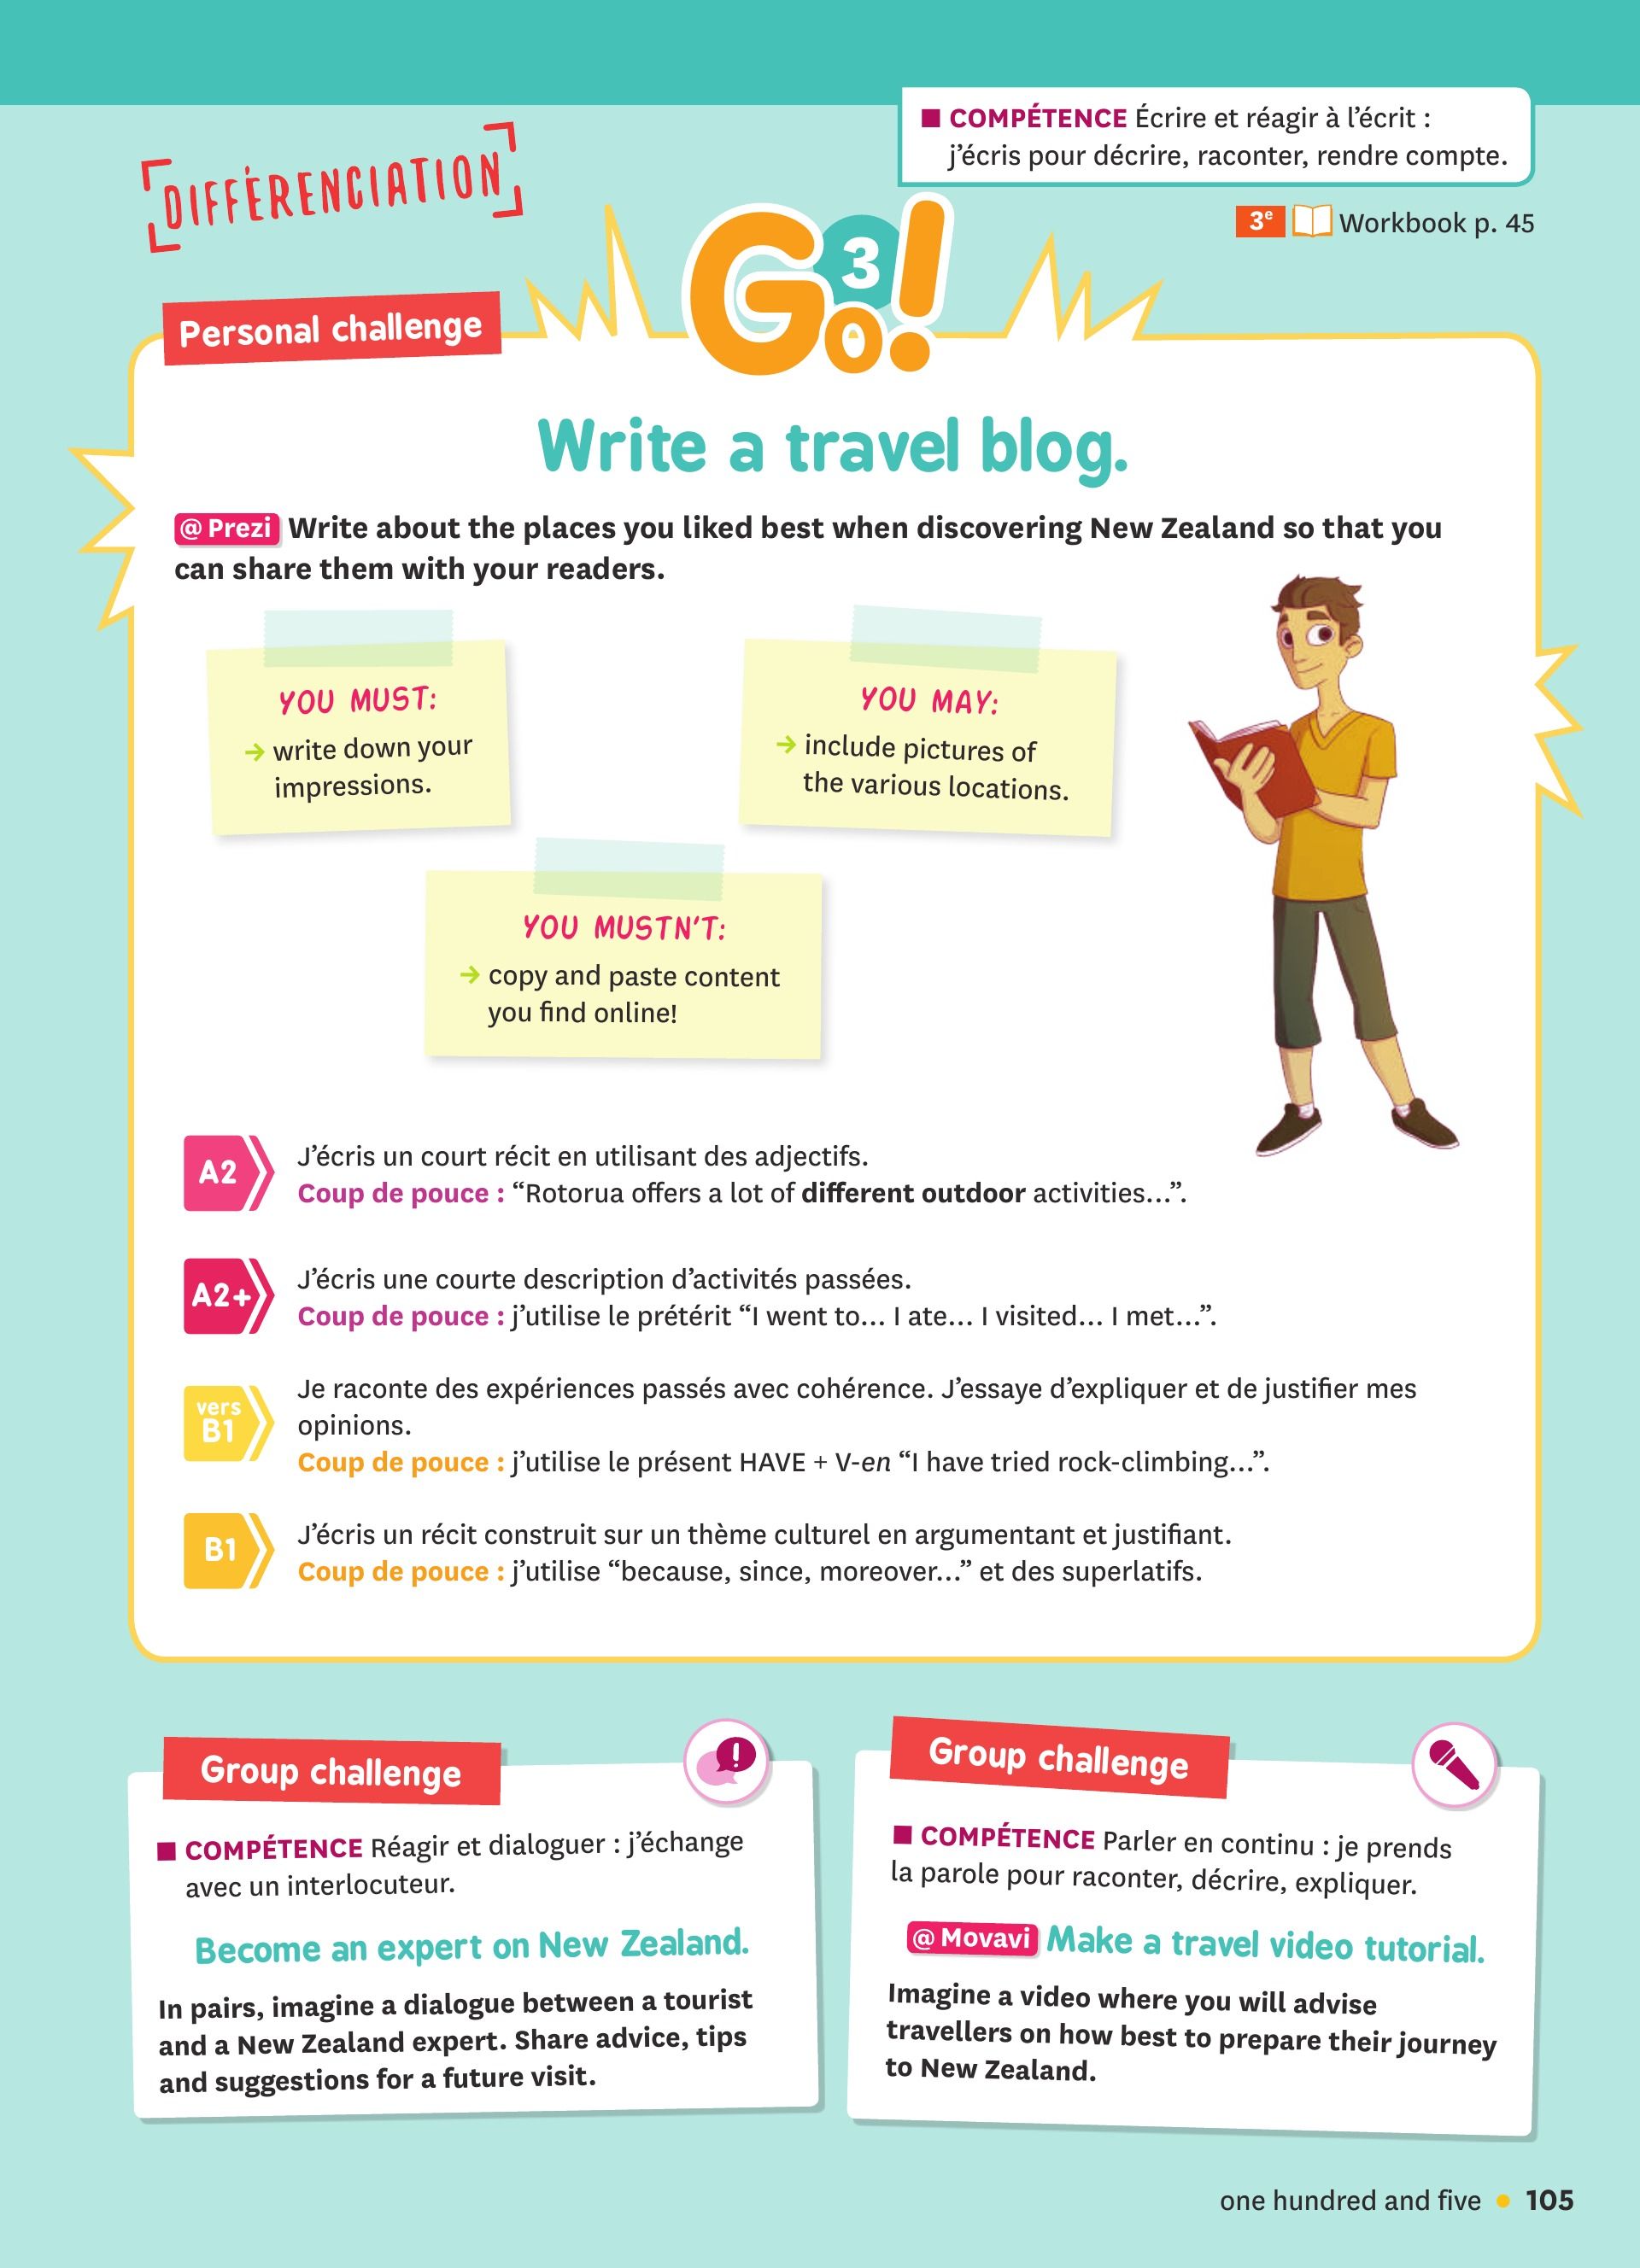 ■ COMPÉTENCE Écrire et réagir à l'écrit :
j'écris pour décrire, raconter, rendre compte.
DIFFÉRENCIATION
3e Workbook p. 45
Go! 3
Personal challenge
Write a travel blog.
@ Prezi Write about the places you liked best when discovering New Zealand so that you
can share them with your readers.
YOU MUST:
→ write down your
impressions.
YOU MAY:
→ include pictures of
the various locations.
YOU MUSTN'T:
→ copy and paste content
you find online!
A2
J'écris un court récit en utilisant des adjectifs.
Coup de pouce : “Rotorua offers a lot of different outdoor activities…”.
A2+
J'écris une courte description d'activités passées.
Coup de pouce : j'utilise le prétérit “I went to… I ate… I visited… I met…”.
vers
B1
Je raconte des expériences passés avec cohérence. J'essaye d'expliquer et de justifier mes
opinions.
Coup de pouce : j'utilise le présent HAVE + V-en “I have tried rock-climbing…”.
B1
J'écris un récit construit sur un thème culturel en argumentant et justifiant.
Coup de pouce : j'utilise “because, since, moreover…” et des superlatifs.
Group challenge
■ COMPÉTENCE Réagir et dialoguer : j'échange
avec un interlocuteur.
Become an expert on New Zealand.
In pairs, imagine a dialogue between a tourist
and a New Zealand expert. Share advice, tips
and suggestions for a future visit.
Group challenge
■ COMPÉTENCE Parler en continu : je prends
la parole pour raconter, décrire, expliquer.
@ Movavi Make a travel video tutorial.
Imagine a video where you will advise
travellers on how best to prepare their journey
to New Zealand.
one hundred and five • 105